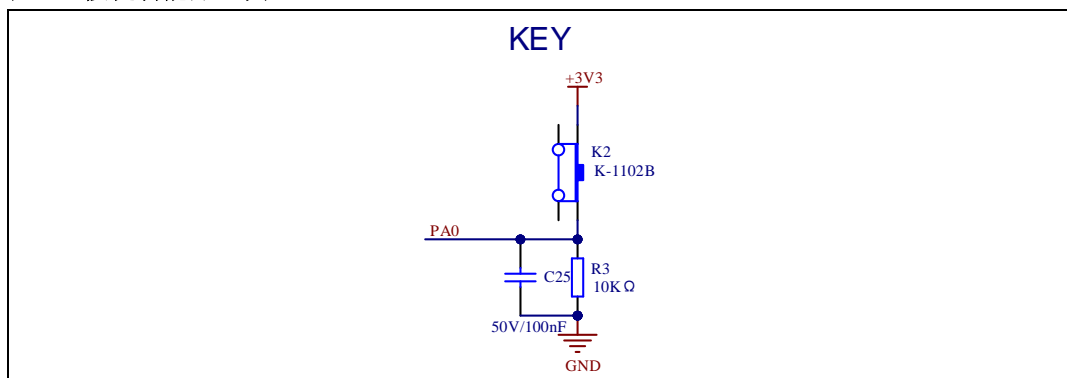 KEY
+3V3
K2
K-1102B
PA0
C25
R3
10KΩ
50V/100nF
GND